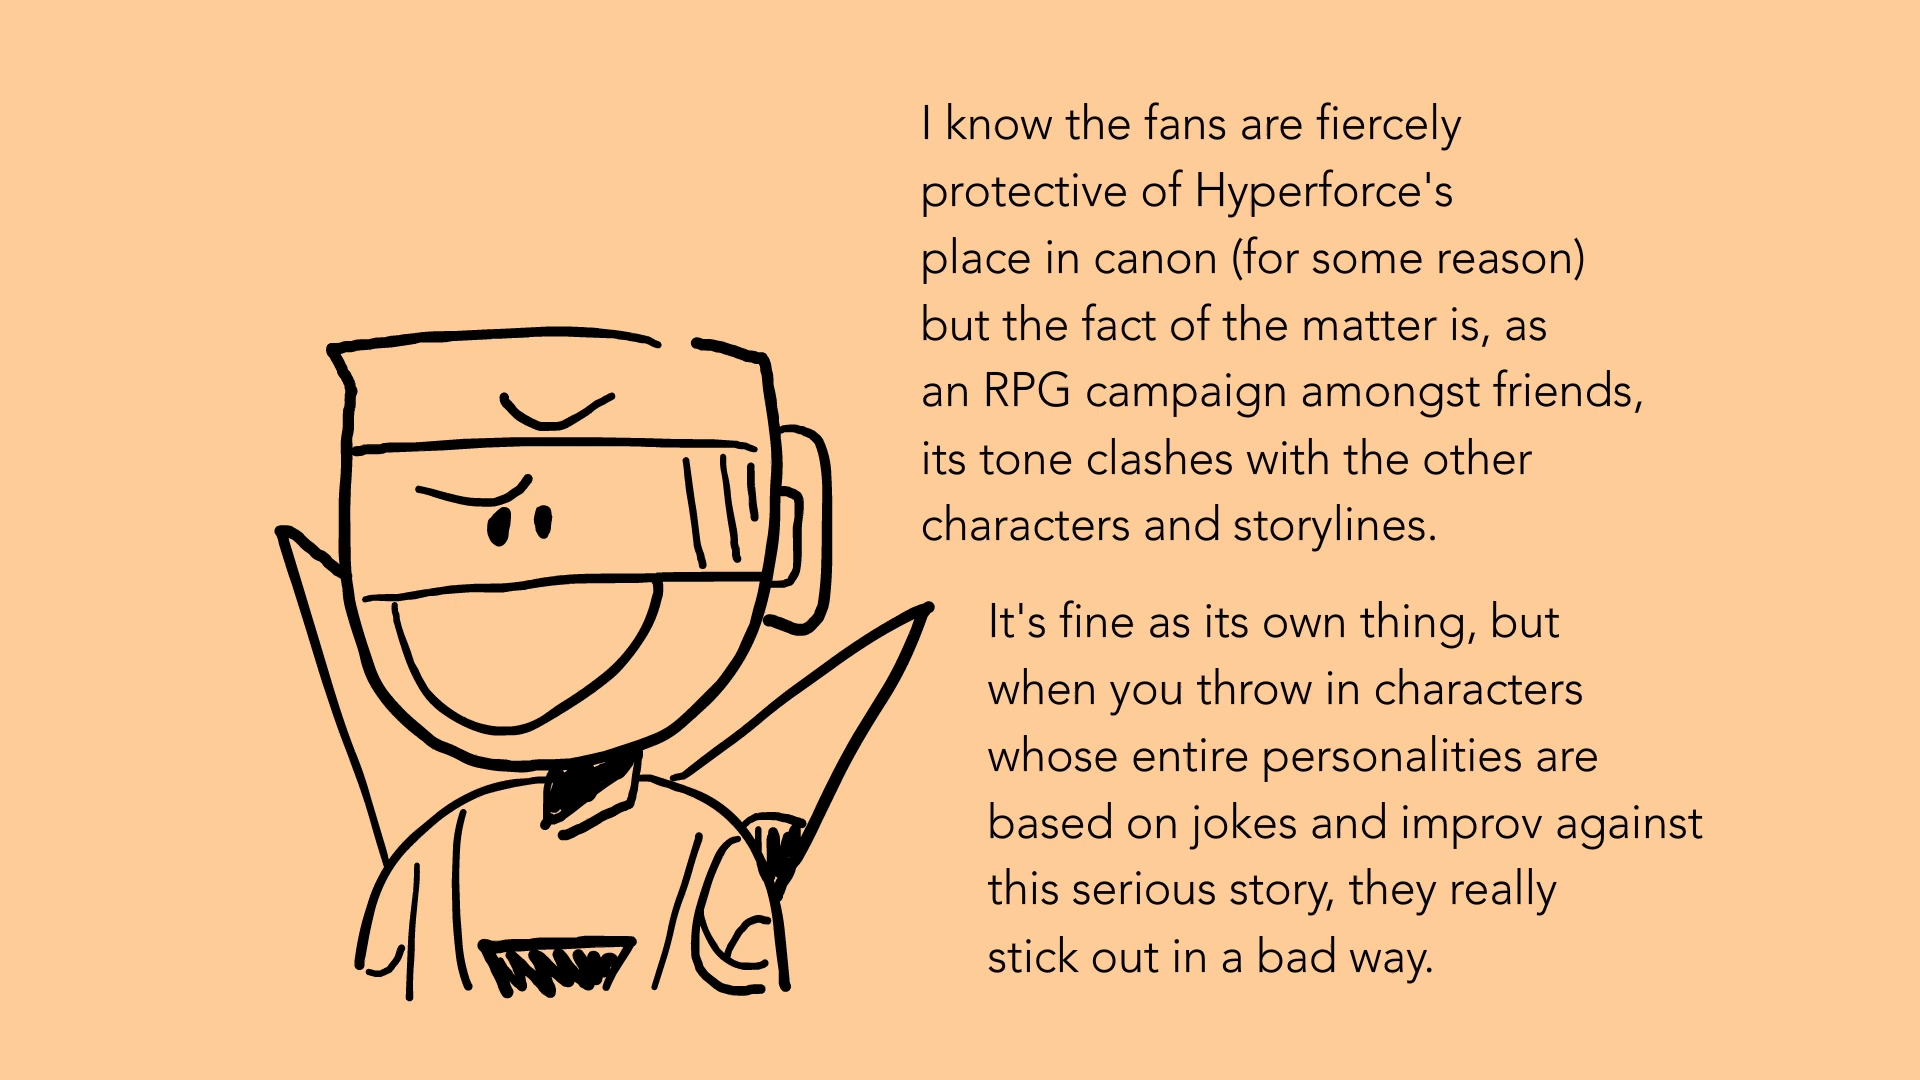 I know the fans are fiercely
protective of Hyperforce's
place in canon (for some reason)
but the fact of the matter is, as
an RPG campaign amongst friends,
its tone clashes with the other
characters and storylines.
It's fine as its own thing, but
when you throw in characters
whose entire personalities are
based on jokes and improv against
this serious story, they really
stick out in a bad way.